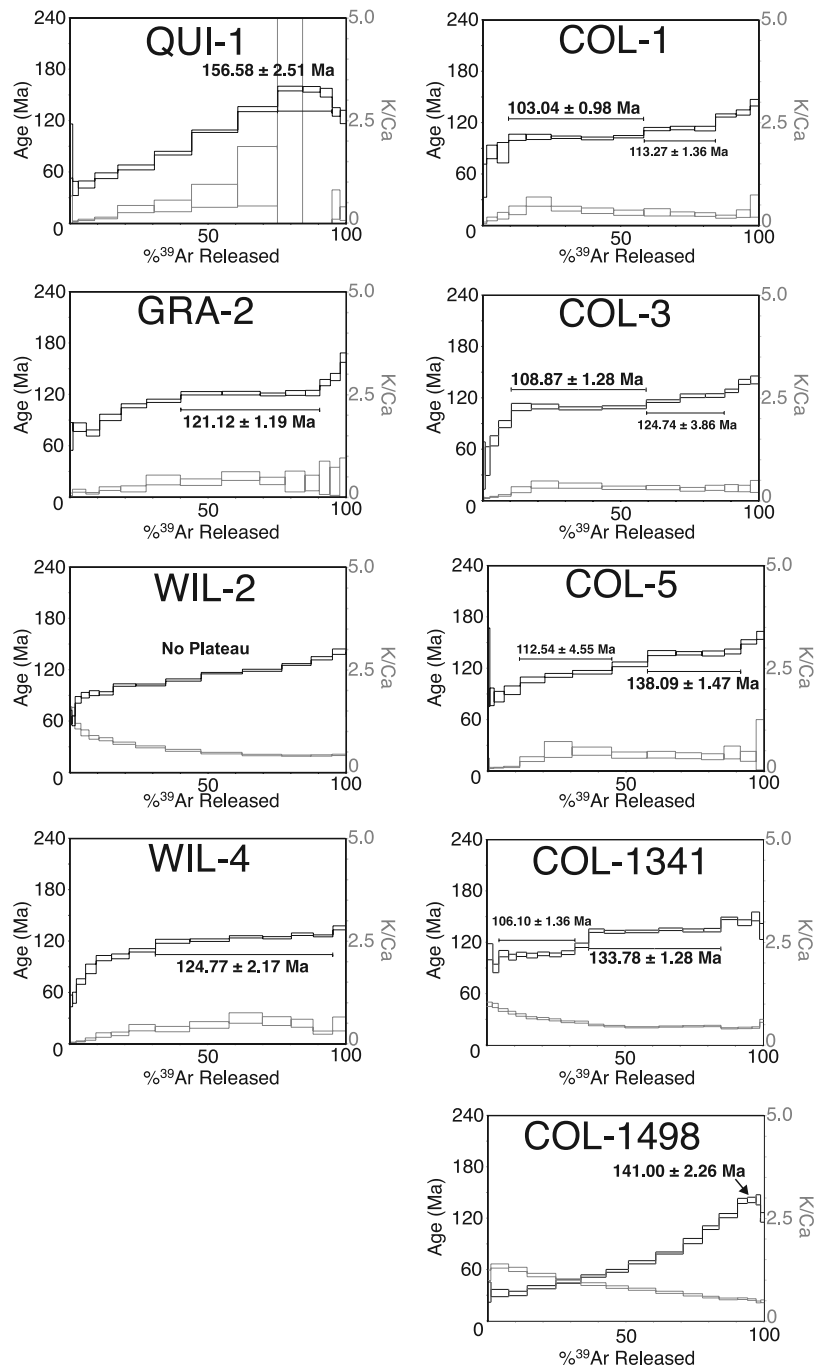 QUI-1
156.58 ± 2.51 Ma
240
180
120
60
0
Age (Ma)
5.0
2.5
0
K/Ca
50
100
%³⁹Ar Released
COL-1
103.04 ± 0.98 Ma
113.27 ± 1.36 Ma
240
180
120
60
0
Age (Ma)
5.0
2.5
0
K/Ca
50
100
%³⁹Ar Released
GRA-2
121.12 ± 1.19 Ma
240
180
120
60
0
Age (Ma)
5.0
2.5
0
K/Ca
50
100
%³⁹Ar Released
COL-3
108.87 ± 1.28 Ma
124.74 ± 3.86 Ma
240
180
120
60
0
Age (Ma)
5.0
2.5
0
K/Ca
50
100
%³⁹Ar Released
WIL-2
No Plateau
240
180
120
60
0
Age (Ma)
5.0
2.5
0
K/Ca
50
100
%³⁹Ar Released
COL-5
112.54 ± 4.55 Ma
138.09 ± 1.47 Ma
240
180
120
60
0
Age (Ma)
5.0
2.5
0
K/Ca
50
100
%³⁹Ar Released
WIL-4
124.77 ± 2.17 Ma
240
180
120
60
0
Age (Ma)
5.0
2.5
0
K/Ca
50
100
%³⁹Ar Released
COL-1341
106.10 ± 1.36 Ma
133.78 ± 1.28 Ma
240
180
120
60
0
Age (Ma)
5.0
2.5
0
K/Ca
50
100
%³⁹Ar Released
COL-1498
141.00 ± 2.26 Ma
240
180
120
60
0
Age (Ma)
5.0
2.5
0
K/Ca
50
100
%³⁹Ar Released